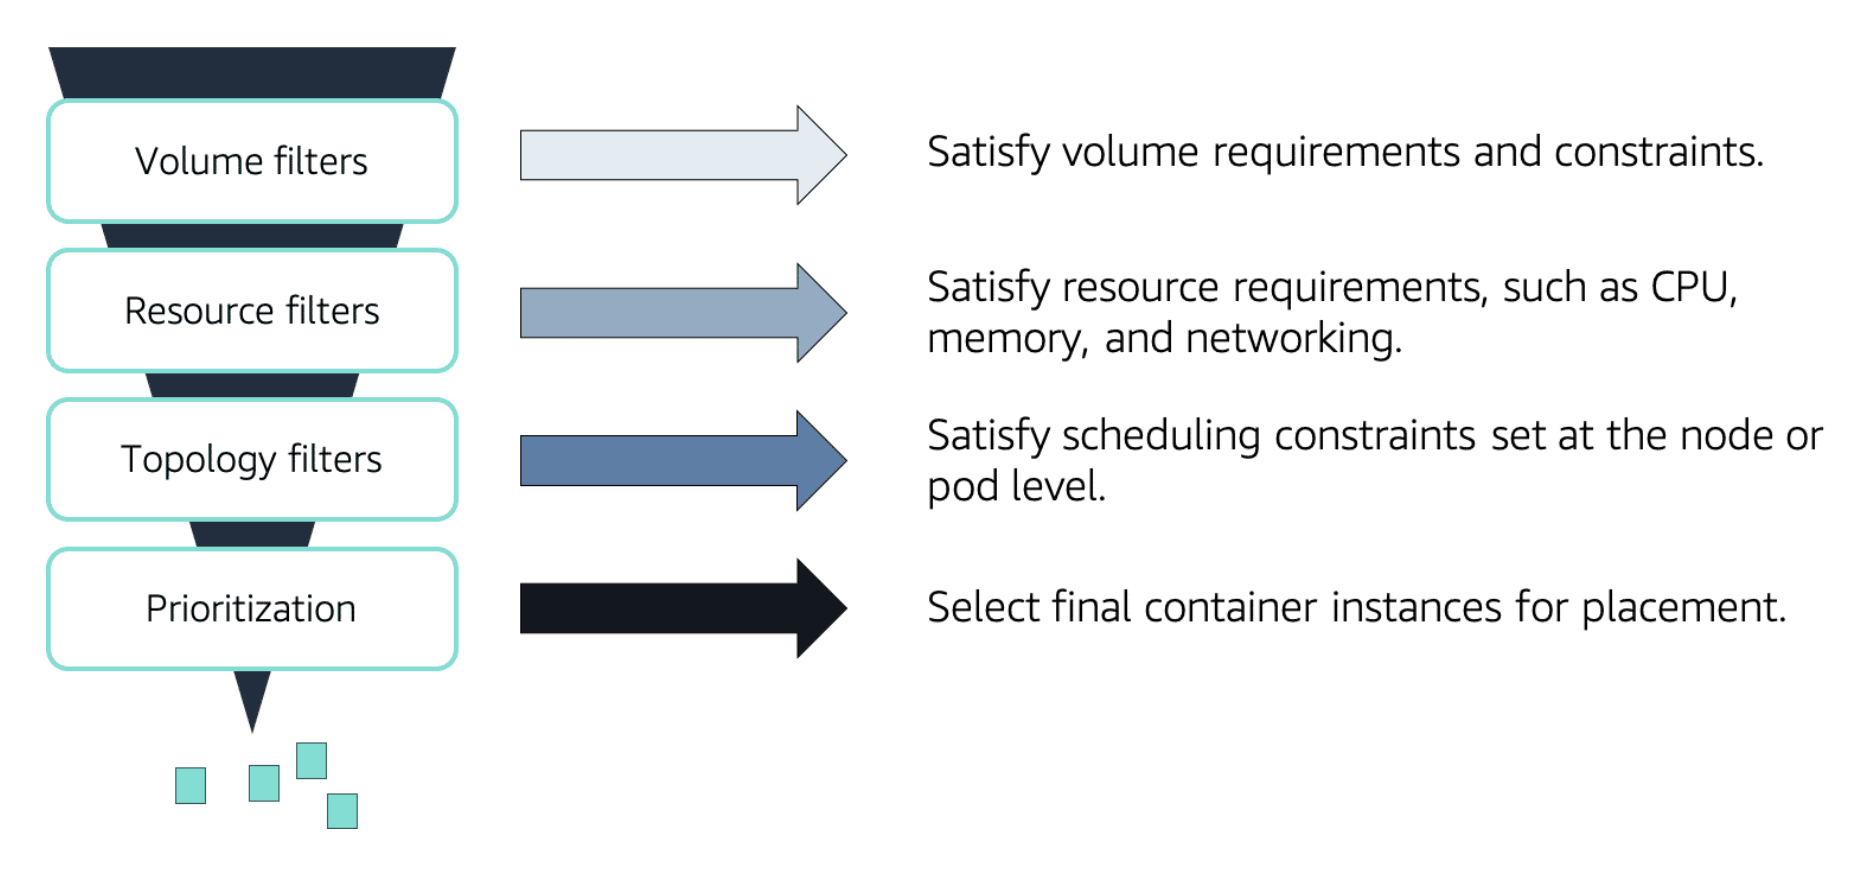 Volume filters
Satisfy volume requirements and constraints.
Resource filters
Satisfy resource requirements, such as CPU,
memory, and networking.
Topology filters
Satisfy scheduling constraints set at the node or
pod level.
Prioritization
Select final container instances for placement.